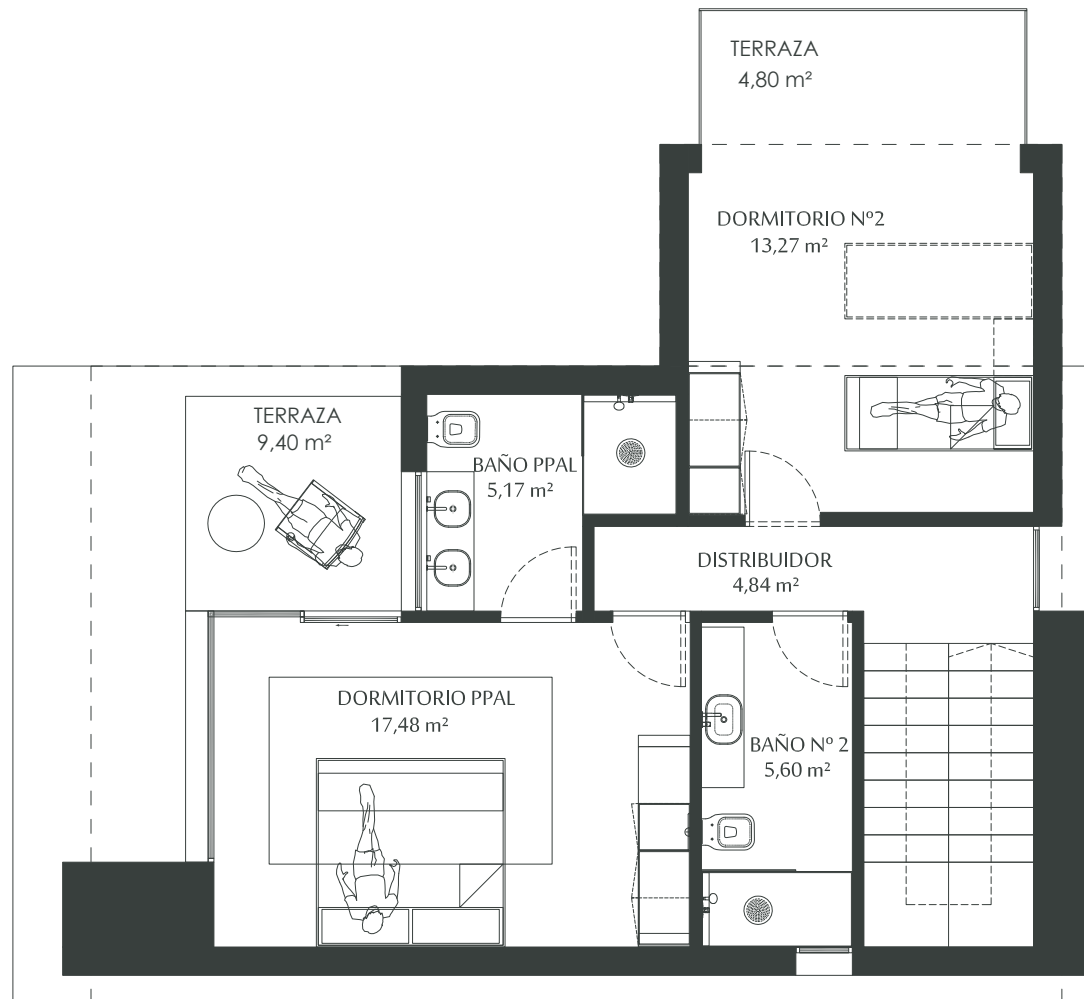 TERRAZA
4,80 m²
DORMITORIO Nº2
13,27 m²
TERRAZA
9,40 m²
BAÑO PPAL
5,17 m²
DISTRIBUIDOR
4,84 m²
DORMITORIO PPAL
17,48 m²
BAÑO Nº 2
5,60 m²